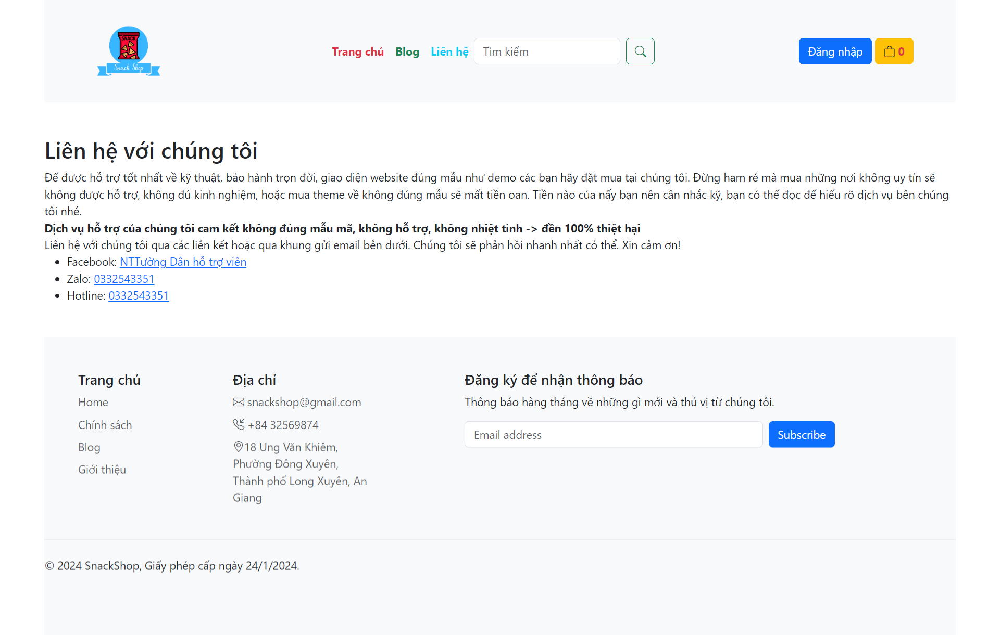 SNACK
Snack Shop
Trang chủ Blog Liên hệ Tìm kiếm
Đăng nhập 0
Liên hệ với chúng tôi
Để được hỗ trợ tốt nhất về kỹ thuật, bảo hành trọn đời, giao diện website đúng mẫu như demo các bạn hãy đặt mua tại chúng tôi. Đừng ham rẻ mà mua những nơi không uy tín sẽ
không được hỗ trợ, không đủ kinh nghiệm, hoặc mua theme về không đúng mẫu sẽ mất tiền oan. Tiền nào của nấy bạn nên cân nhắc kỹ, bạn có thể đọc để hiểu rõ dịch vụ bên chúng
tôi nhé.
Dịch vụ hỗ trợ của chúng tôi cam kết không đúng mẫu mã, không hỗ trợ, không nhiệt tình -> đền 100% thiệt hại
Liên hệ với chúng tôi qua các liên kết hoặc qua khung gửi email bên dưới. Chúng tôi sẽ phản hồi nhanh nhất có thể. Xin cảm ơn!
• Facebook: NTTường Dân hỗ trợ viên
• Zalo: 0332543351
• Hotline: 0332543351
Trang chủ
Home
Chính sách
Blog
Giới thiệu
Địa chỉ
snackshop@gmail.com
+84 32569874
18 Ung Văn Khiêm,
Phường Đông Xuyên,
Thành phố Long Xuyên, An
Giang
Đăng ký để nhận thông báo
Thông báo hàng tháng về những gì mới và thú vị từ chúng tôi.
Email address Subscribe
© 2024 SnackShop, Giấy phép cấp ngày 24/1/2024.